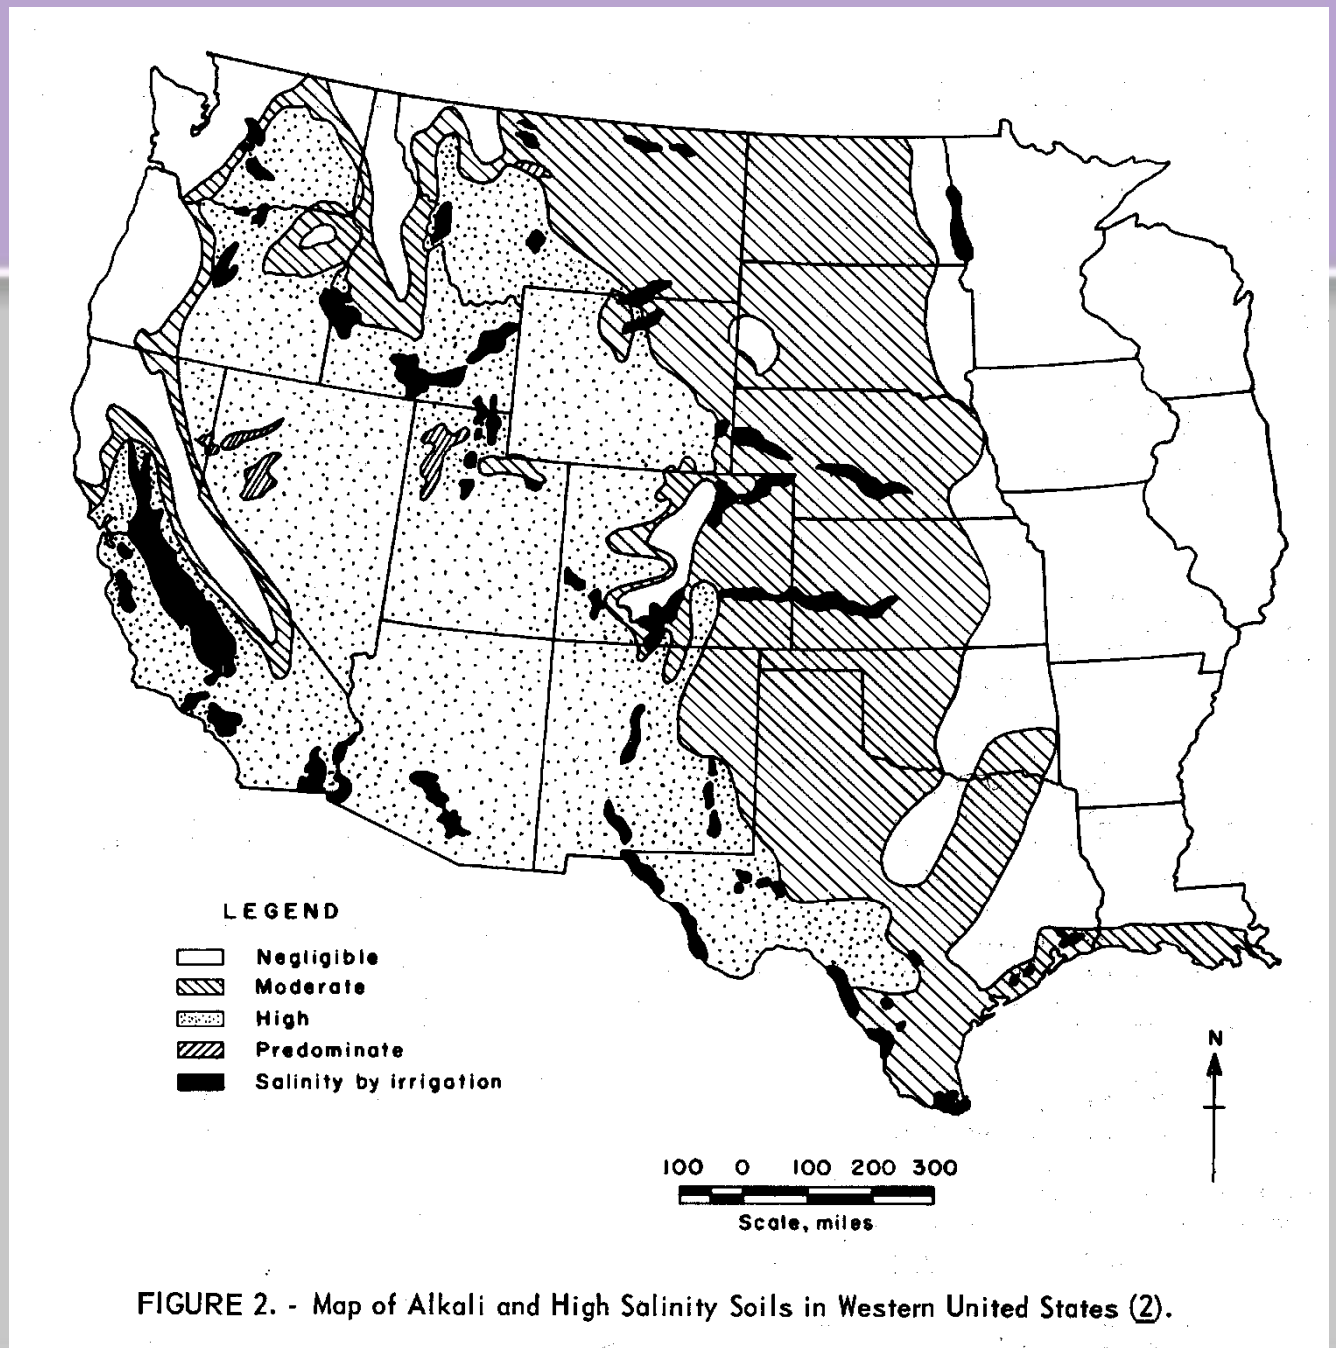 LEGEND
Negligible
Moderate
High
Predominate
Salinity by irrigation
N
100 0 100 200 300
Scale, miles
FIGURE 2. - Map of Alkali and High Salinity Soils in Western United States (2).